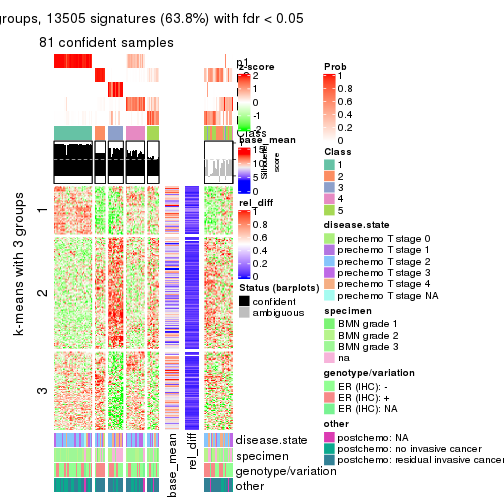 groups, 13505 signatures (63.8%) with fdr < 0.05
81 confident samples
p1
z-score
2
1
0
-1
-2
Class
base_mean
15
10
5
0
Silhouette
score
rel_diff
1
0.8
0.6
0.4
0.2
0
Status (barplots)
confident
ambiguous
Prob
1
0.8
0.6
0.4
0.2
0
Class
1
2
3
4
5
disease.state
prechemo T stage 0
prechemo T stage 1
prechemo T stage 2
prechemo T stage 3
prechemo T stage 4
prechemo T stage NA
specimen
BMN grade 1
BMN grade 2
BMN grade 3
na
genotype/variation
ER (IHC): -
ER (IHC): +
ER (IHC): NA
other
postchemo: NA
postchemo: no invasive cancer
postchemo: residual invasive cancer
k-means with 3 groups
1
2
3
disease.state
specimen
genotype/variation
other
base_mean
rel_diff